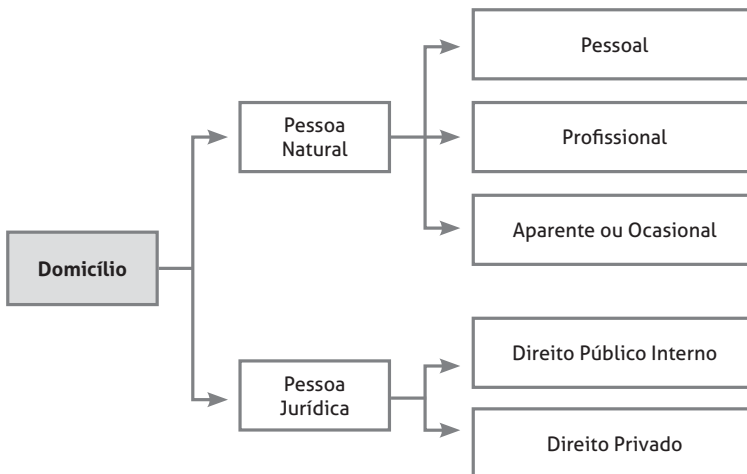 Pessoal
Pessoa
Natural
Profissional
Aparente ou Ocasional
Domicílio
Direito Público Interno
Pessoa
Jurídica
Direito Privado